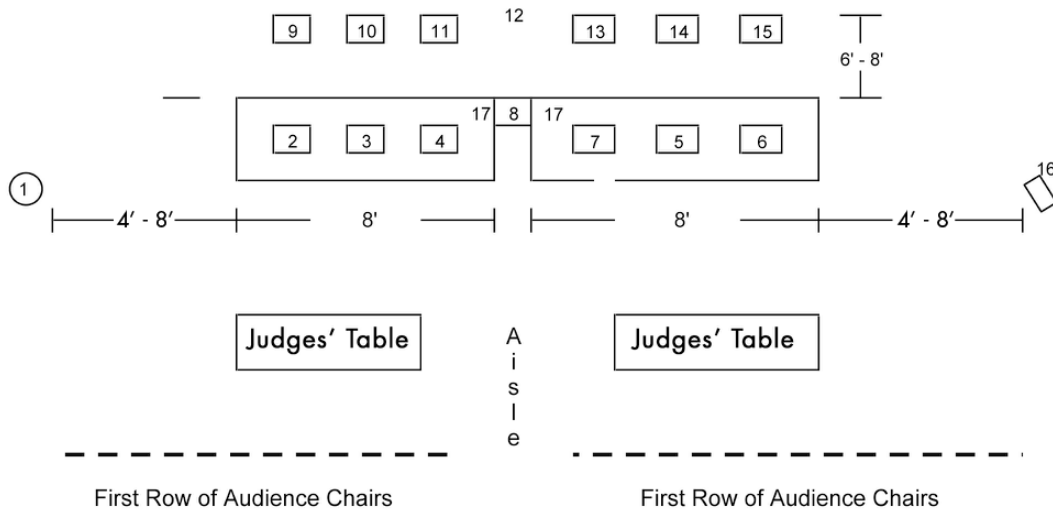 12
9 10 11 13 14 15
6' - 8'
17 8 17
2 3 4 7 5 6
16
1
4' - 8' 8' 8' 4' - 8'
Judges' Table Judges' Table
A
i
s
l
e
First Row of Audience Chairs First Row of Audience Chairs